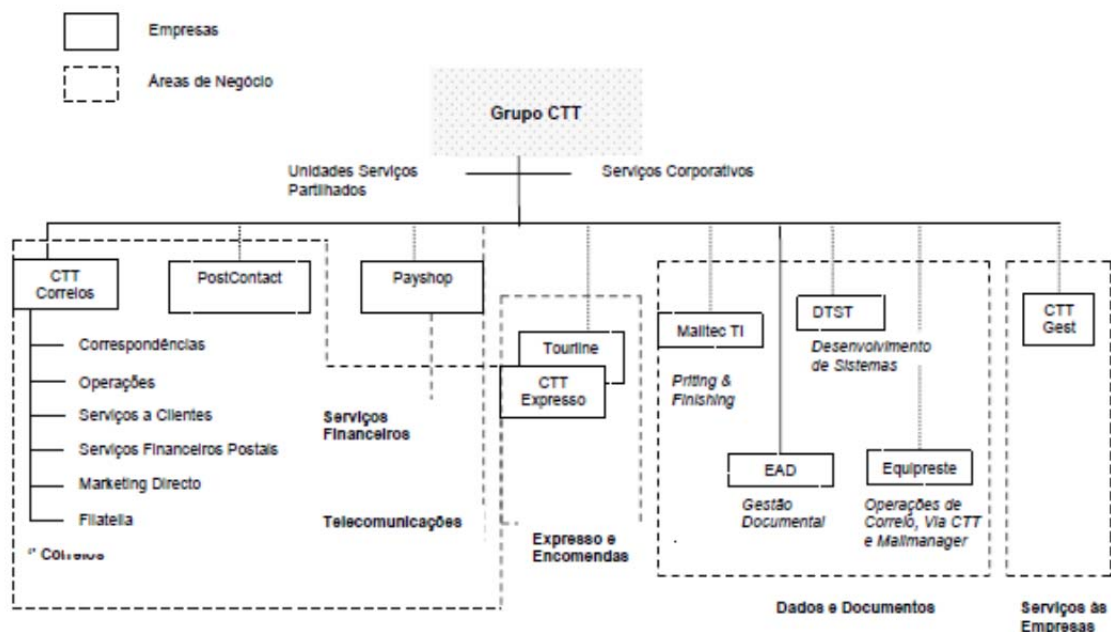 Empresas
Áreas de Negócio
Grupo CTT
Unidades Serviços
Partilhados
Serviços Corporativos
CTT
Correios
PostContact
Payshop
Tourline
CTT
Expresso
Mailtec TI
Priting &
Finishing
DTST
Desenvolvimento
de Sistemas
CTT
Gest
Correspondências
Operações
Serviços a Clientes
Serviços Financeiros Postais
Marketing Directo
Filatelia
Correios
Serviços
Financeiros
Telecomunicações
Expresso e
Encomendas
EAD
Gestão
Documental
Equipreste
Operações de
Correio, Via CTT
e Mailmanager
Dados e Documentos
Serviços às
Empresas